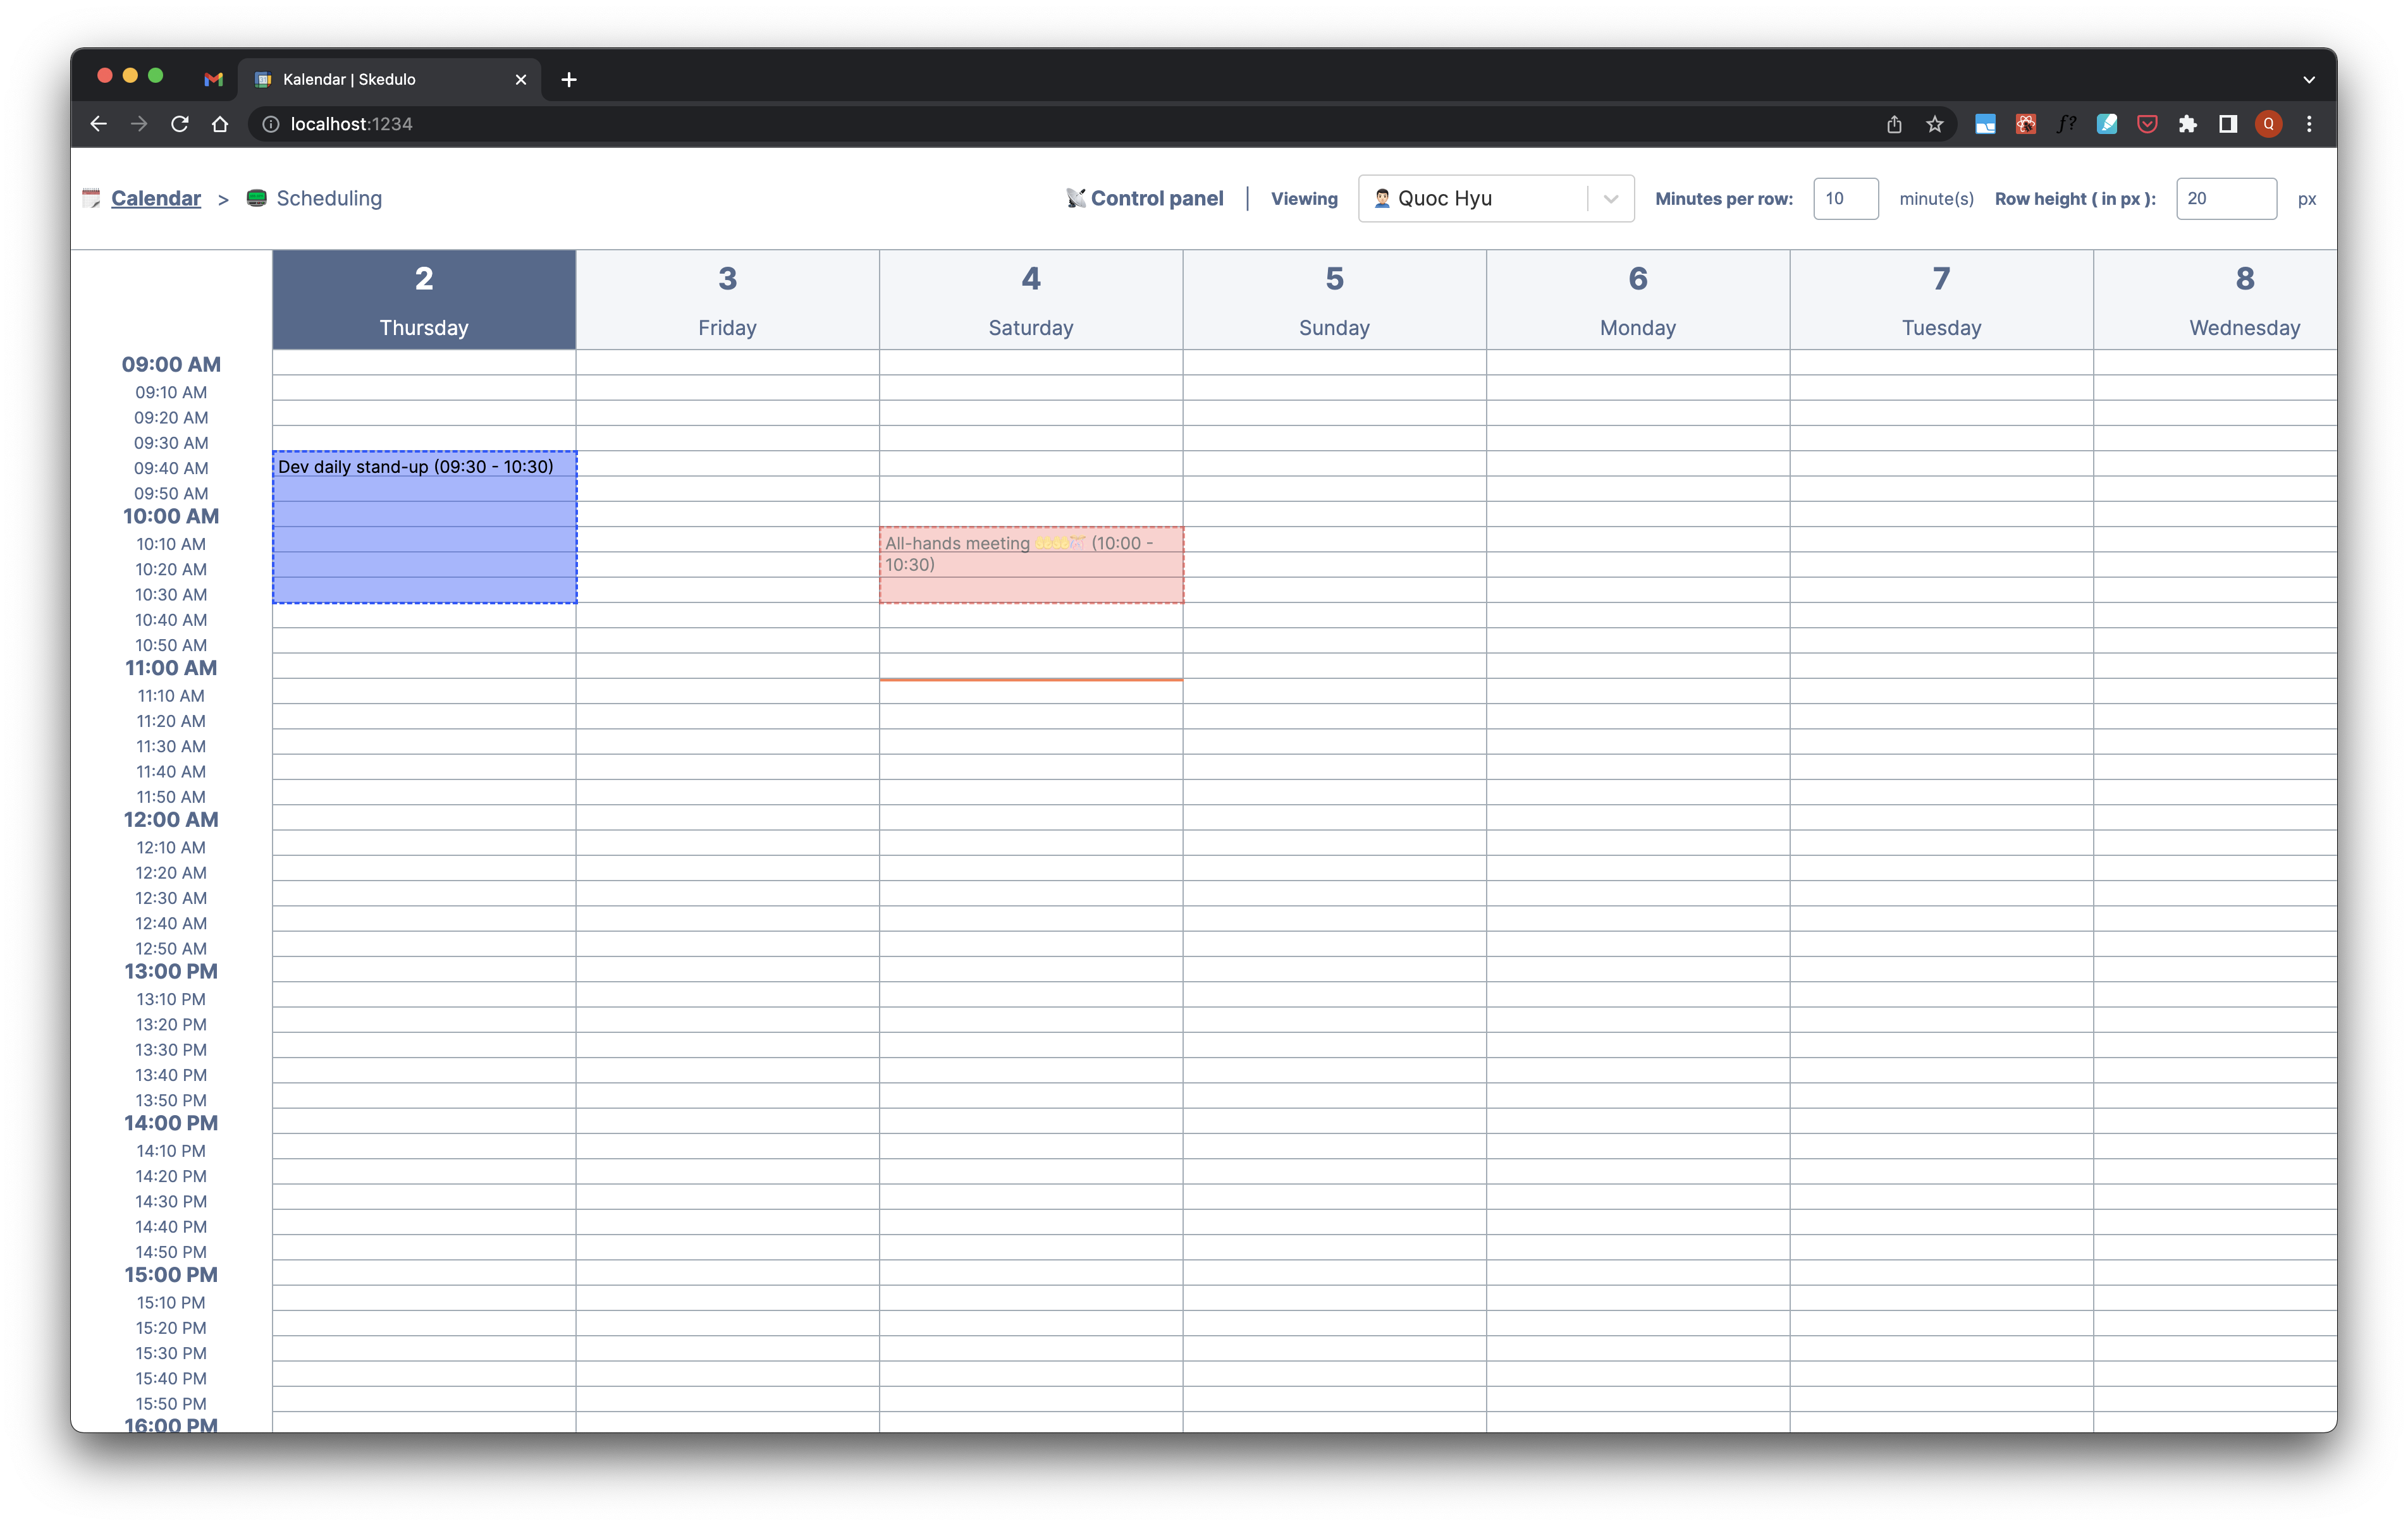 Kalendar | Skedulo
localhost:1234
Q
Calendar > Scheduling
Control panel | Viewing Quoc Hyu Minutes per row: 10 minute(s) Row height ( in px ): 20 px
2 3 4 5 6 7 8
Thursday Friday Saturday Sunday Monday Tuesday Wednesday
09:00 AM
09:10 AM
09:20 AM
09:30 AM
09:40 AM
Dev daily stand-up (09:30 - 10:30)
09:50 AM
10:00 AM
10:10 AM
All-hands meeting (10:00 -
10:30)
10:20 AM
10:30 AM
10:40 AM
10:50 AM
11:00 AM
11:10 AM
11:20 AM
11:30 AM
11:40 AM
11:50 AM
12:00 AM
12:10 AM
12:20 AM
12:30 AM
12:40 AM
12:50 AM
13:00 PM
13:10 PM
13:20 PM
13:30 PM
13:40 PM
13:50 PM
14:00 PM
14:10 PM
14:20 PM
14:30 PM
14:40 PM
14:50 PM
15:00 PM
15:10 PM
15:20 PM
15:30 PM
15:40 PM
15:50 PM
16:00 PM